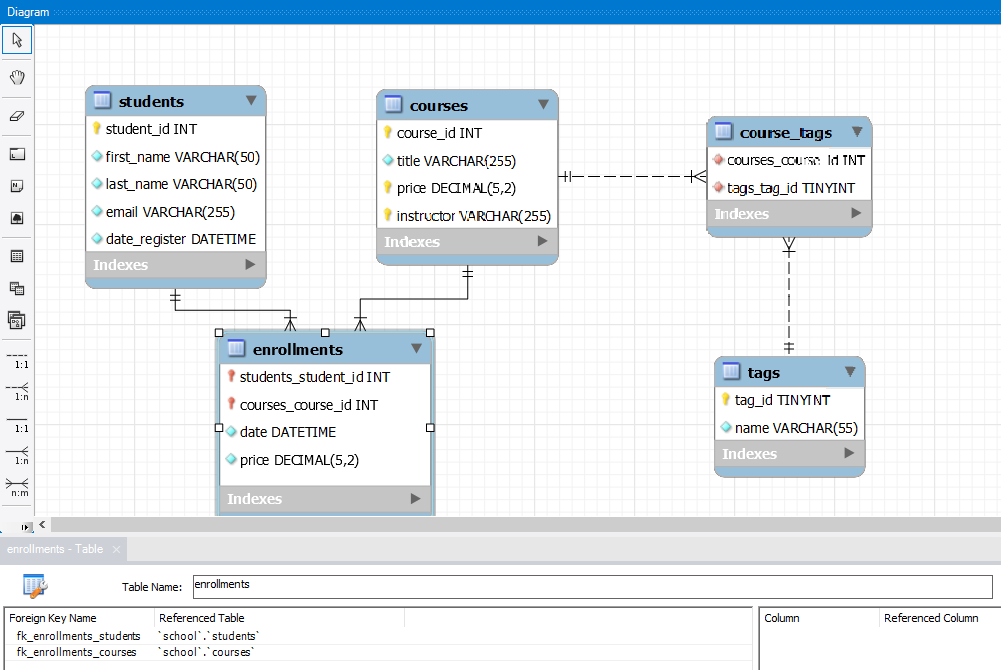 Diagram
students
student_id INT
first_name VARCHAR(50)
last_name VARCHAR(50)
email VARCHAR(255)
date_register DATETIME
Indexes
courses
course_id INT
title VARCHAR(255)
price DECIMAL(5,2)
instructor VARCHAR(255)
Indexes
course_tags
courses_course_id INT
tags_tag_id TINYINT
Indexes
enrollments
students_student_id INT
courses_course_id INT
date DATETIME
price DECIMAL(5,2)
Indexes
tags
tag_id TINYINT
name VARCHAR(55)
Indexes
1:1
1:n
1:1
1:n
n:m
enrollments - Table
Table Name: enrollments
Foreign Key Name Referenced Table Column Referenced Column
fk_enrollments_students `school`.`students`
fk_enrollments_courses `school`.`courses`